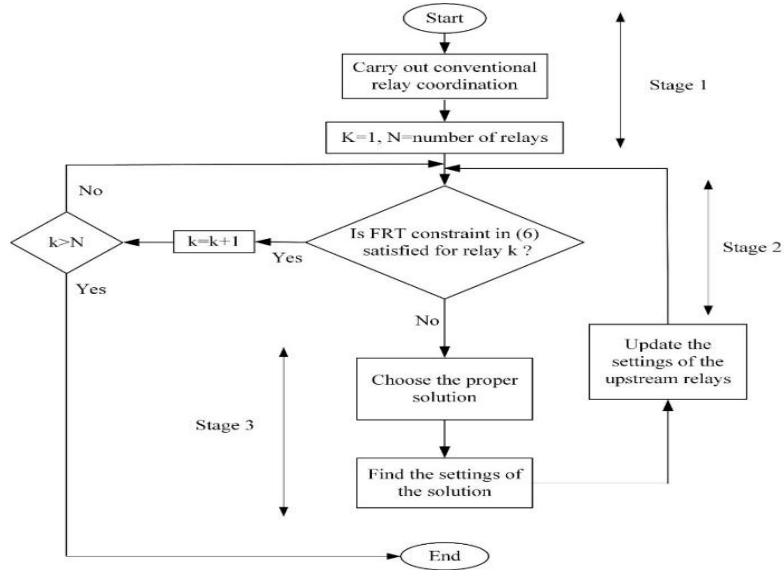 Start
Carry out conventional
relay coordination
Stage 1
K=1, N=number of relays
No
k>N
k=k+1
Yes
Is FRT constraint in (6)
satisfied for relay k ?
Stage 2
Yes
No
Update the
settings of the
upstream relays
Choose the proper
solution
Stage 3
Find the settings of
the solution
End